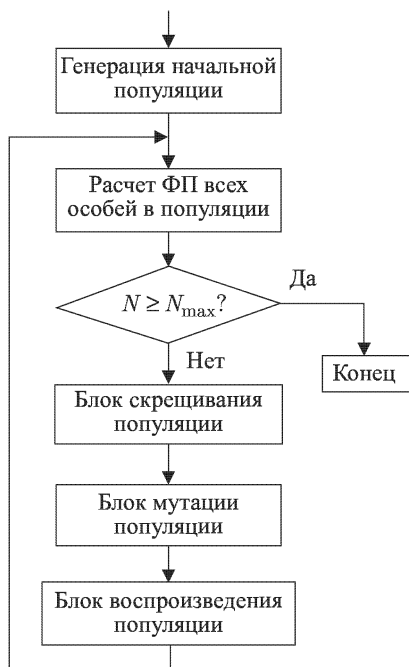 Генерация начальной
популяции
Расчет ФП всех
особей в популяции
N ≥ Nmax?
Да
Нет
Конец
Блок скрещивания
популяции
Блок мутации
популяции
Блок воспроизведения
популяции